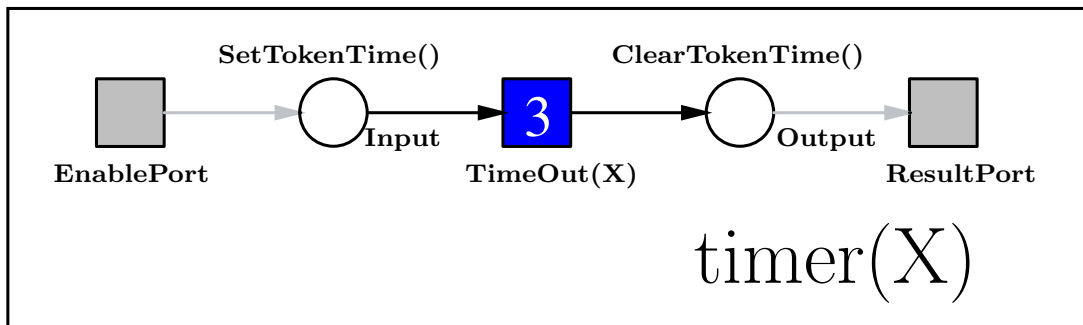 SetTokenTime() ClearTokenTime()
3
Input Output
EnablePort TimeOut(X) ResultPort
timer(X)